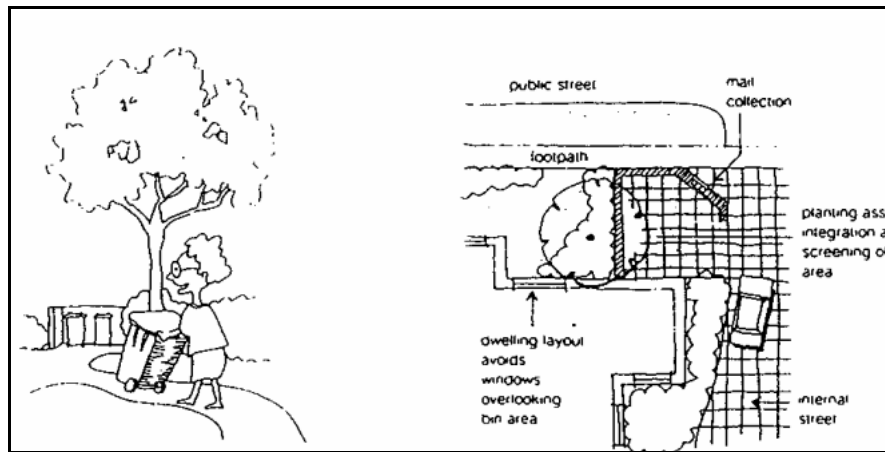 public street
mail
collection
footpath
planting ass
integration a
screening of
area
dwelling layout
avoids
windows
overlooking
bin area
internal
street